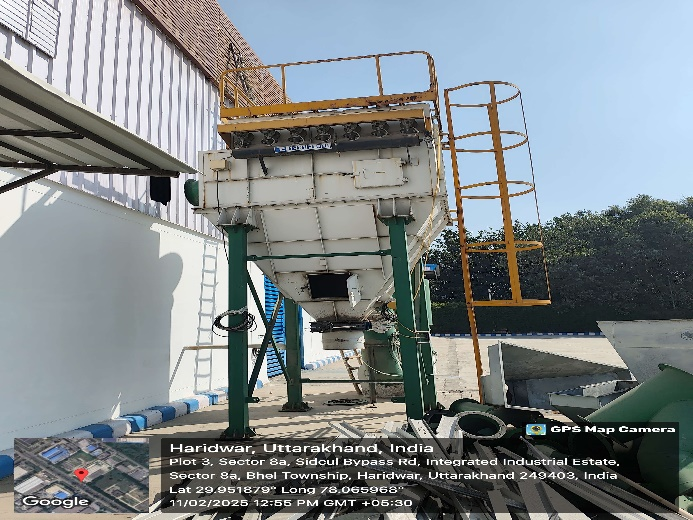 GPS Map Camera
Haridwar, Uttarakhand, India
Plot 3, Sector 8a, Sidcul Bypass Rd, Integrated Industrial Estate,
Sector 8a, Bhel Township, Haridwar, Uttarakhand 249403, India
Lat 29.951879° Long 78.065968°
11/02/2025 12:55 PM GMT +05:30
Google